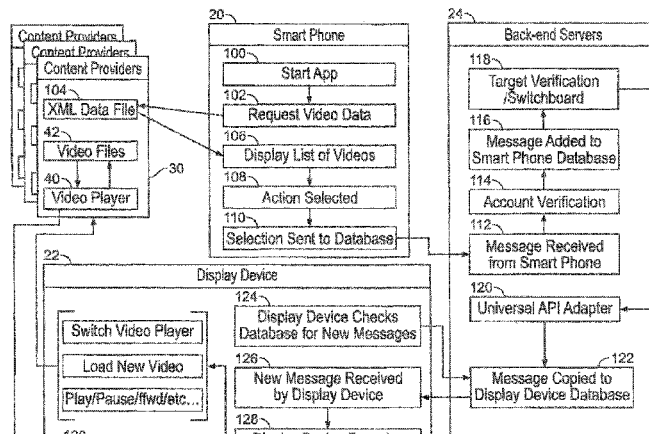 Content Providers
Content Providers
Content Providers
104
XML Data File
42
Video Files
40
Video Player
30
20
Smart Phone
100
Start App
102
Request Video Data
106
Display List of Videos
108
Action Selected
110
Selection Sent to Database
24
Back-end Servers
118
Target Verification
/Switchboard
116
Message Added to
Smart Phone Database
114
Account Verification
112
Message Received
from Smart Phone
120
Universal API Adapter
122
Message Copied to
Display Device Database
22
Display Device
Switch Video Player
Load New Video
Play/Pause/ffwd/etc...
124
Display Device Checks
Database for New Messages
126
New Message Received
by Display Device
128